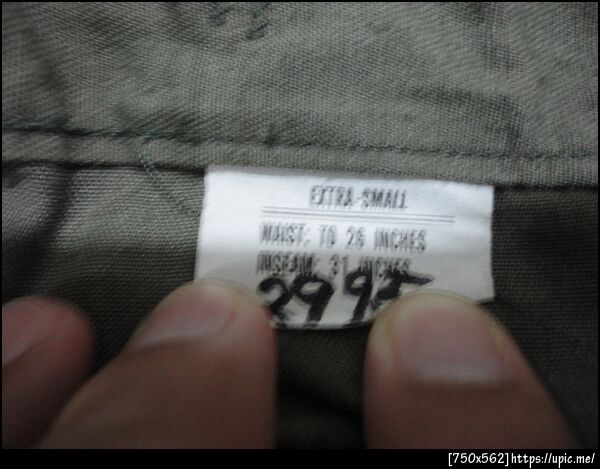 EXTRA-SMALL
WAIST: TO 26 INCHES
INSEAM: 31 INCHES
2995
[750x562]https://upic.me/